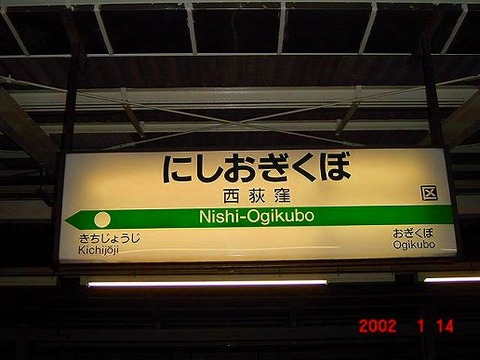 にしおぎくぼ
西荻窪
区
Nishi-Ogikubo
きちじょうじ
Kichijōji
おぎくぼ
Ogikubo
2002 1 14